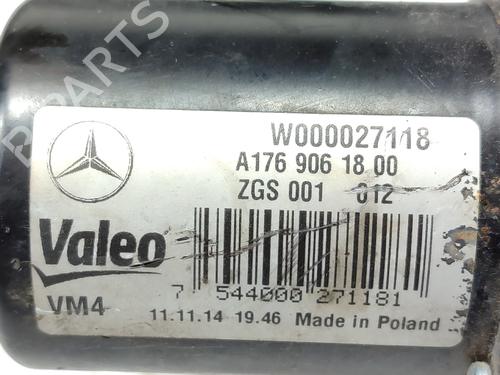 B-PARTS
W000027118
A176 906 18 00
ZGS 001 012
Valeo
7 544000 271181
VM4
11.11.14 19.46 Made in Poland